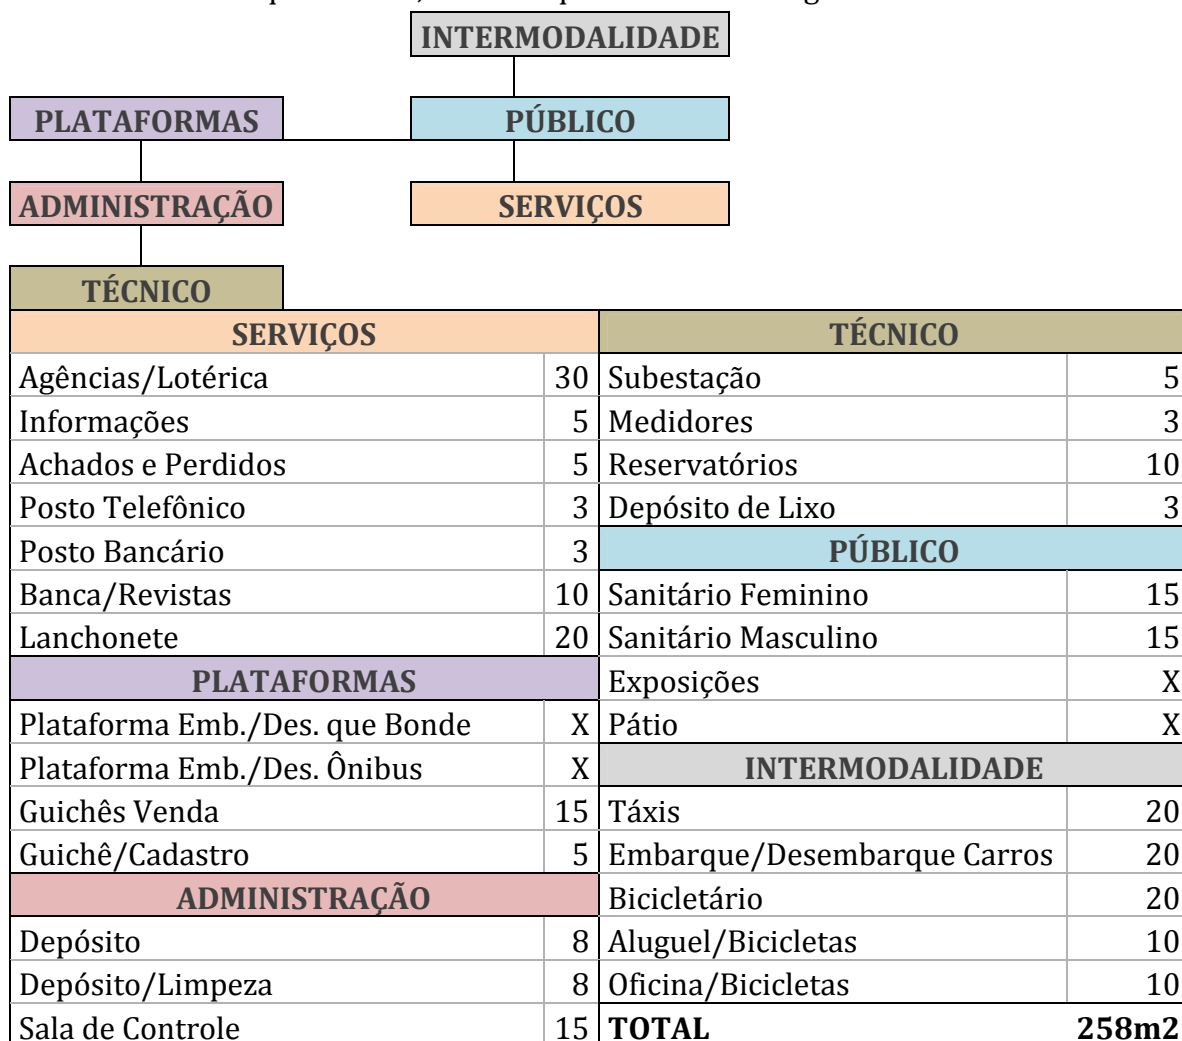 INTERMODALIDADE
PLATAFORMAS PÚBLICO
ADMINISTRAÇÃO SERVIÇOS
TÉCNICO
SERVIÇOS TÉCNICO
Agências/Lotérica 30 Subestação 5
Informações 5 Medidores 3
Achados e Perdidos 5 Reservatórios 10
Posto Telefônico 3 Depósito de Lixo 3
Posto Bancário 3 PÚBLICO
Banca/Revistas 10 Sanitário Feminino 15
Lanchonete 20 Sanitário Masculino 15
PLATAFORMAS Exposições X
Plataforma Emb./Des. que Bonde X Pátio X
Plataforma Emb./Des. Ônibus X INTERMODALIDADE
Guichês Venda 15 Táxis 20
Guichê/Cadastro 5 Embarque/Desembarque Carros 20
ADMINISTRAÇÃO Bicicletário 20
Depósito 8 Aluguel/Bicicletas 10
Depósito/Limpeza 8 Oficina/Bicicletas 10
Sala de Controle 15 TOTAL 258m2